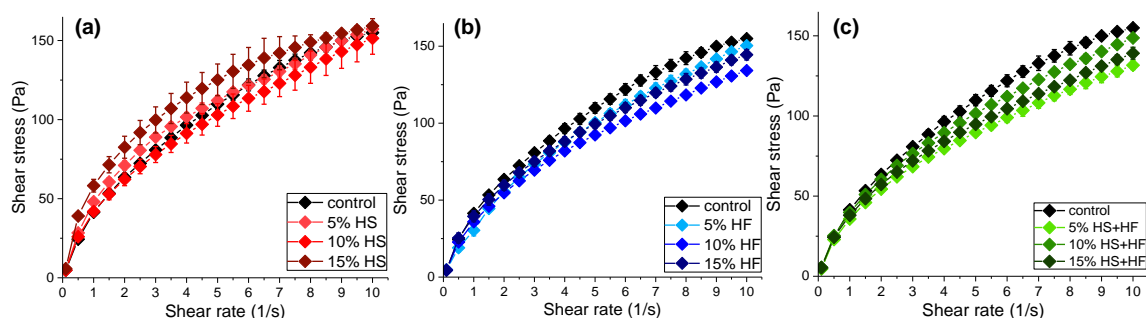 (a)
Shear stress (Pa)
150
100
50
0
control
5% HS
10% HS
15% HS
0 1 2 3 4 5 6 7 8 9 10
Shear rate (1/s)
(b)
Shear stress (Pa)
150
100
50
0
control
5% HF
10% HF
15% HF
0 1 2 3 4 5 6 7 8 9 10
Shear rate (1/s)
(c)
Shear stress (Pa)
150
100
50
0
control
5% HS+HF
10% HS+HF
15% HS+HF
0 1 2 3 4 5 6 7 8 9 10
Shear rate (1/s)